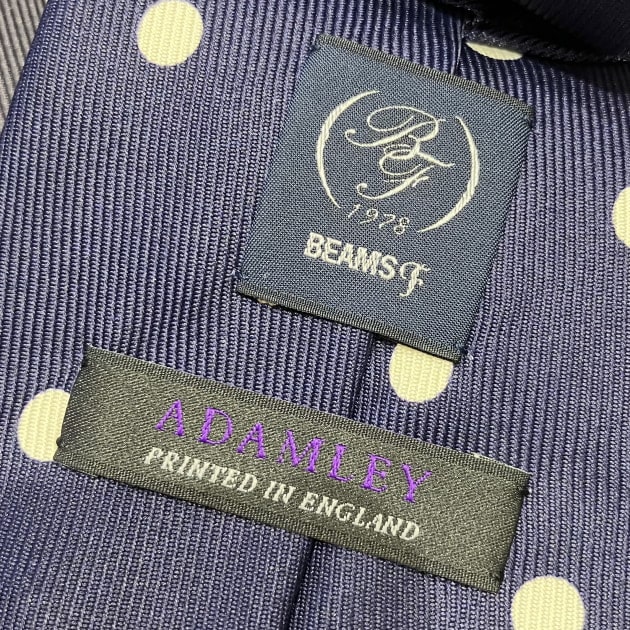 BF
1978
BEAMS F
ADAMLEY
PRINTED IN ENGLAND